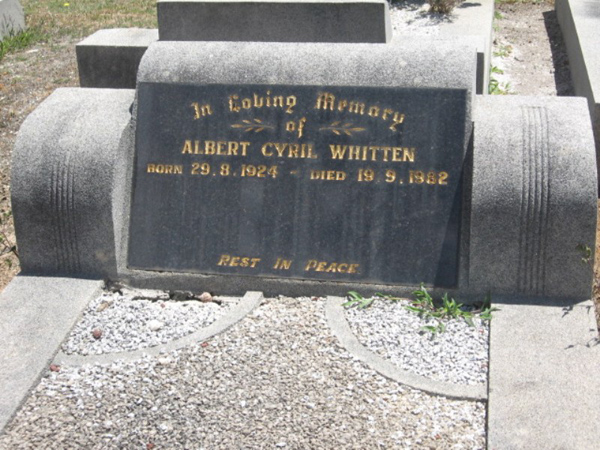 In Loving Memory
of
ALBERT CYRIL WHITTEN
BORN 29.8.1924 - DIED 19.9.1982
REST IN PEACE